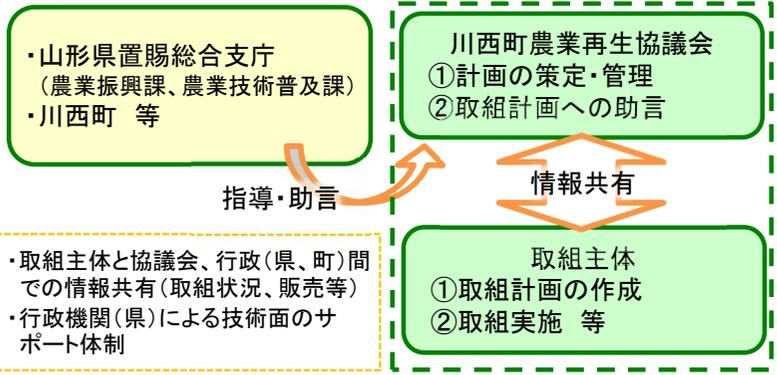 ・山形県置賜総合支庁
（農業振興課、農業技術普及課）
・川西町　等
指導・助言
・取組主体と協議会、行政（県、町）間
での情報共有（取組状況、販売等）
・行政機関（県）による技術面のサ
ポート体制
川西町農業再生協議会
①計画の策定・管理
②取組計画への助言
情報共有
取組主体
①取組計画の作成
②取組実施　等